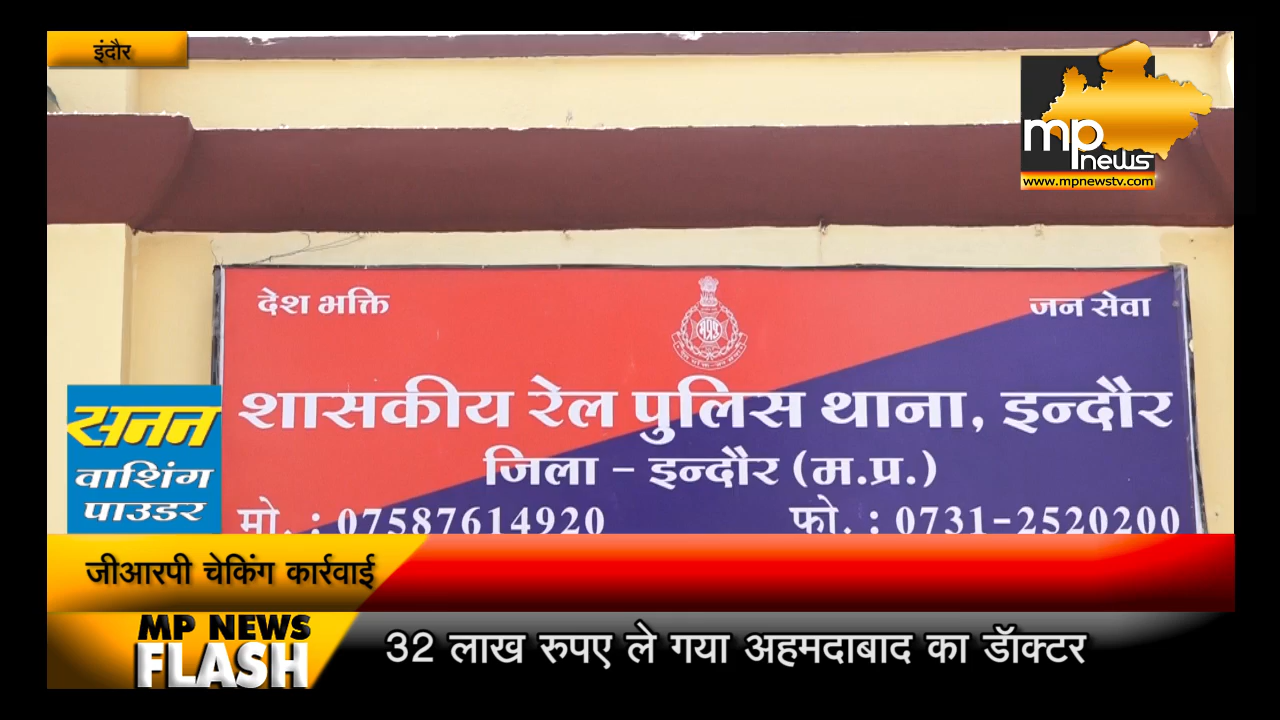 इंदौर
mp
news
www.mpnewstv.com
देश भक्ति
जन सेवा
शासकीय रेल पुलिस थाना, इन्दौर
जिला - इन्दौर (म.प्र.)
मो. : 07587614920
फो. : 0731-2520200
सनन
वाशिंग
पाउडर
जीआरपी चेकिंग कार्रवाई
MP NEWS
FLASH
32 लाख रुपए ले गया अहमदाबाद का डॅाक्टर